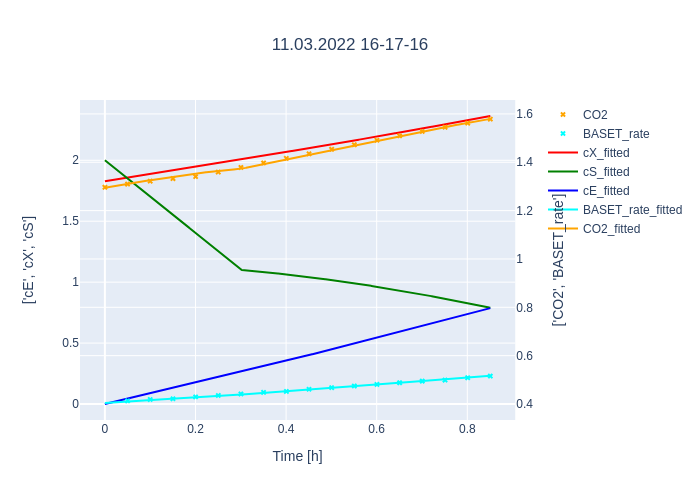 11.03.2022 16-17-16
CO2
BASET_rate
cX_fitted
cS_fitted
cE_fitted
BASET_rate_fitted
CO2_fitted
['cE', 'cX', 'cS']
2
1.5
1
0.5
0
1.6
1.4
1.2
1
0.8
0.6
0.4
['CO2', 'BASET_rate']
0
0.2
0.4
0.6
0.8
Time [h]